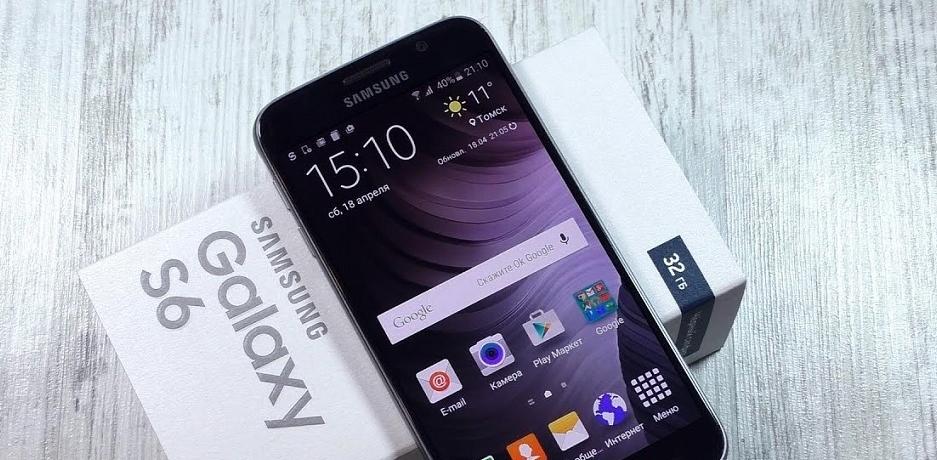 SAMSUNG
40% 21:10
15:10
сб, 18 апреля
11°
Томск
Обновл. 18.04 21:05
Google
Скажите Ok Google
E-mail
Камера
Play Маркет
Google
Интернет
Меню
SAMSUNG
Galaxy
S6
32 ГБ